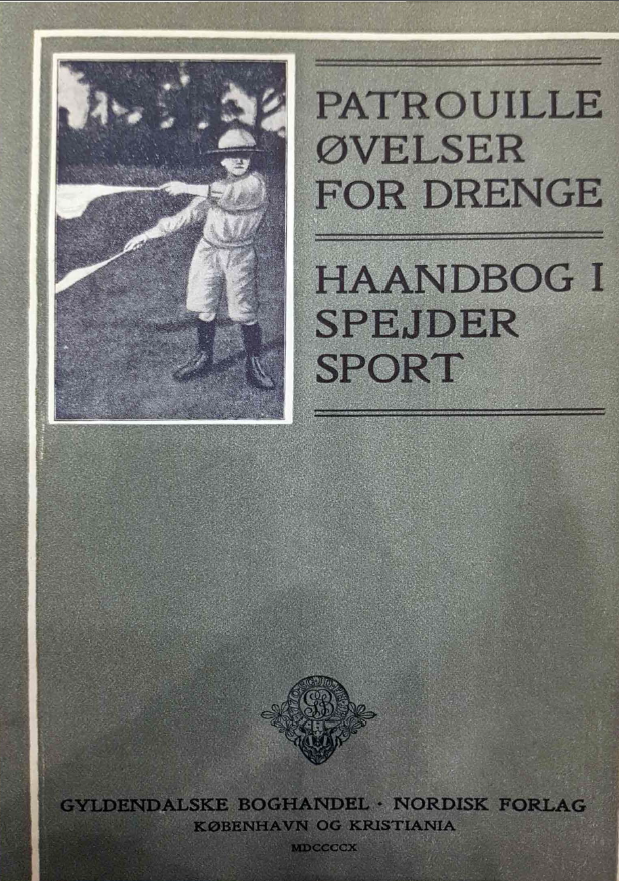 PATROUILLE
ØVELSER
FOR DRENGE
HAANDBOG I
SPEJDER
SPORT
GYLDENDALSKE BOGHANDEL · NORDISK FORLAG
KØBENHAVN OG KRISTIANIA
MDCCCCX